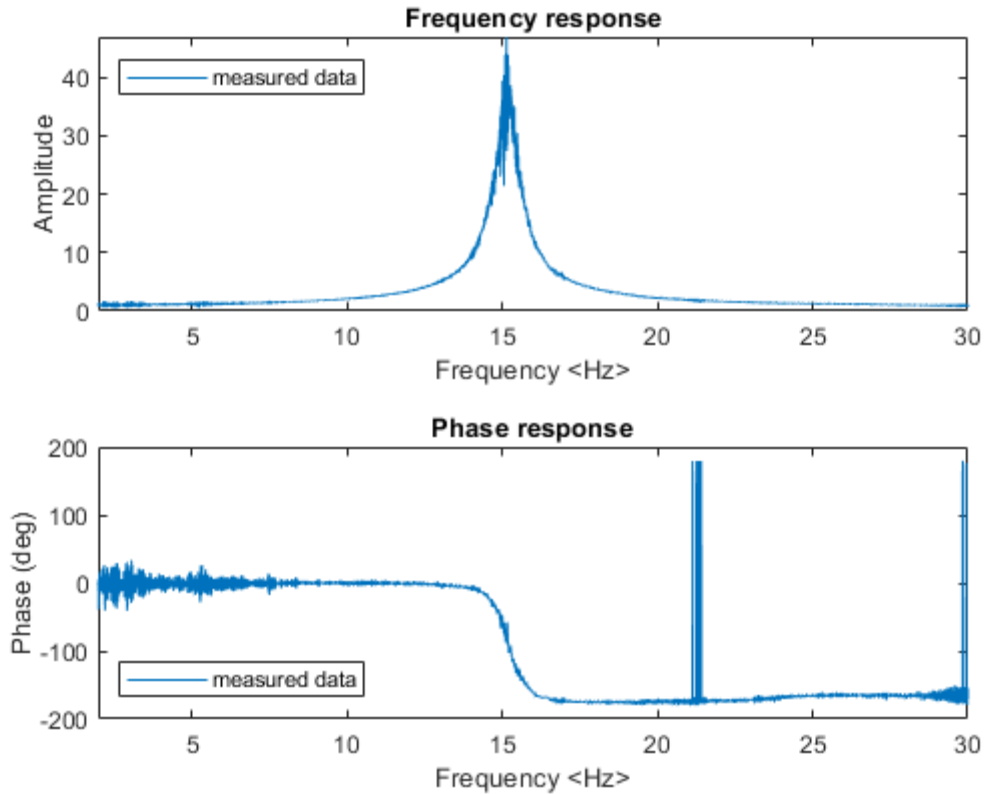 Frequency response
measured data
40
30
20
10
0
Amplitude
5 10 15 20 25 30
Frequency <Hz>
Phase response
200
100
0
-100
-200
Phase (deg)
measured data
5 10 15 20 25 30
Frequency <Hz>